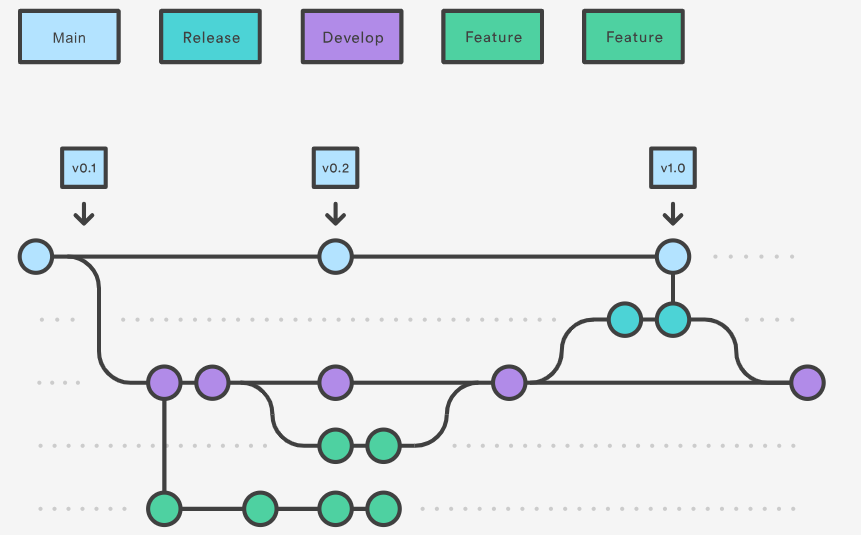 Main
Release
Develop
Feature
Feature
v0.1
v0.2
v1.0